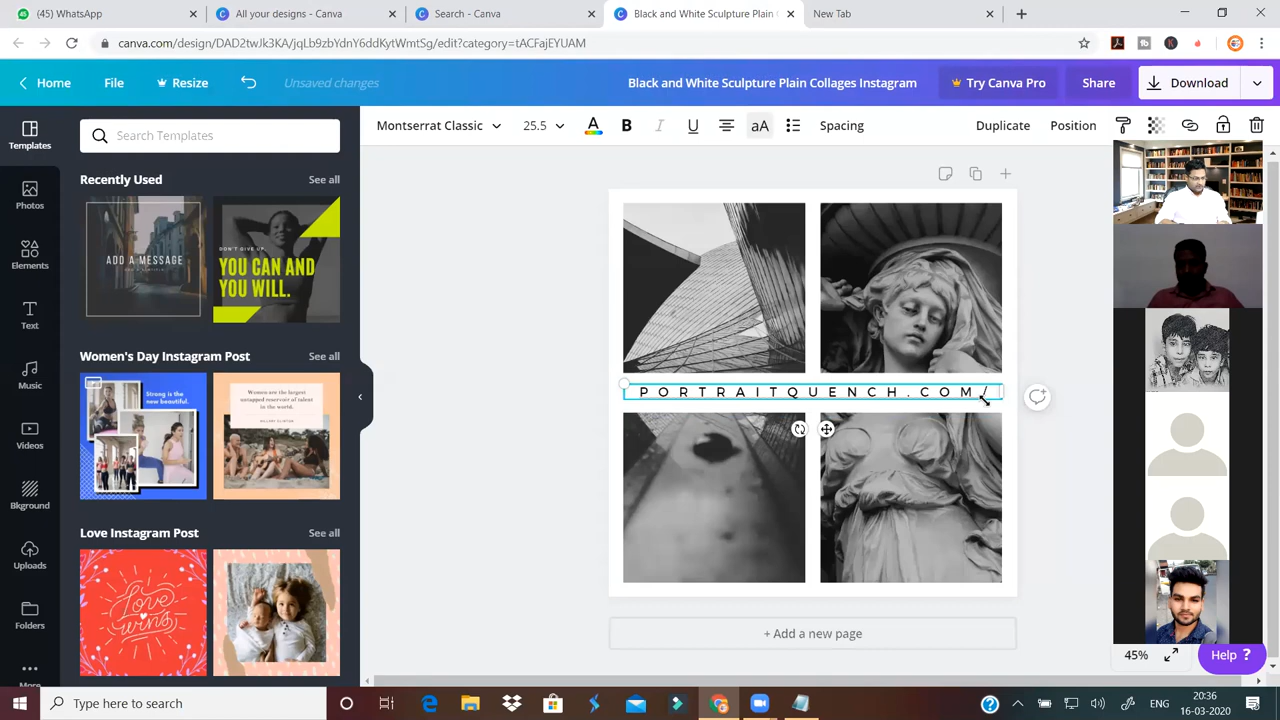 (45) WhatsApp
All your designs - Canva
Search - Canva
Black and White Sculpture Plain C
New Tab
canva.com/design/DAD2twJk3KA/jqLb9zbYdnY6ddKytWmtSg/edit?category=tACFajEYUAM
Home
File
Resize
Unsaved changes
Black and White Sculpture Plain Collages Instagram
Try Canva Pro
Share
Download
Templates
Search Templates
Montserrat Classic
25.5
A
B
I
U
aA
Spacing
Duplicate
Position
Recently Used
See all
Photos
ADD A MESSAGE
DON'T GIVE UP.
YOU CAN AND
YOU WILL.
Elements
Text
Women's Day Instagram Post
See all
Music
Strong is the
new beautiful.
Women are the largest
untapped reservoir of talent
in the world.
HILLARY CLINTON
PORTRAITQUENCH.COM
Videos
Bkground
Love Instagram Post
See all
Uploads
Love
wins
Folders
More
+ Add a new page
45%
Help ?
Type here to search
ENG
20:36
16-03-2020